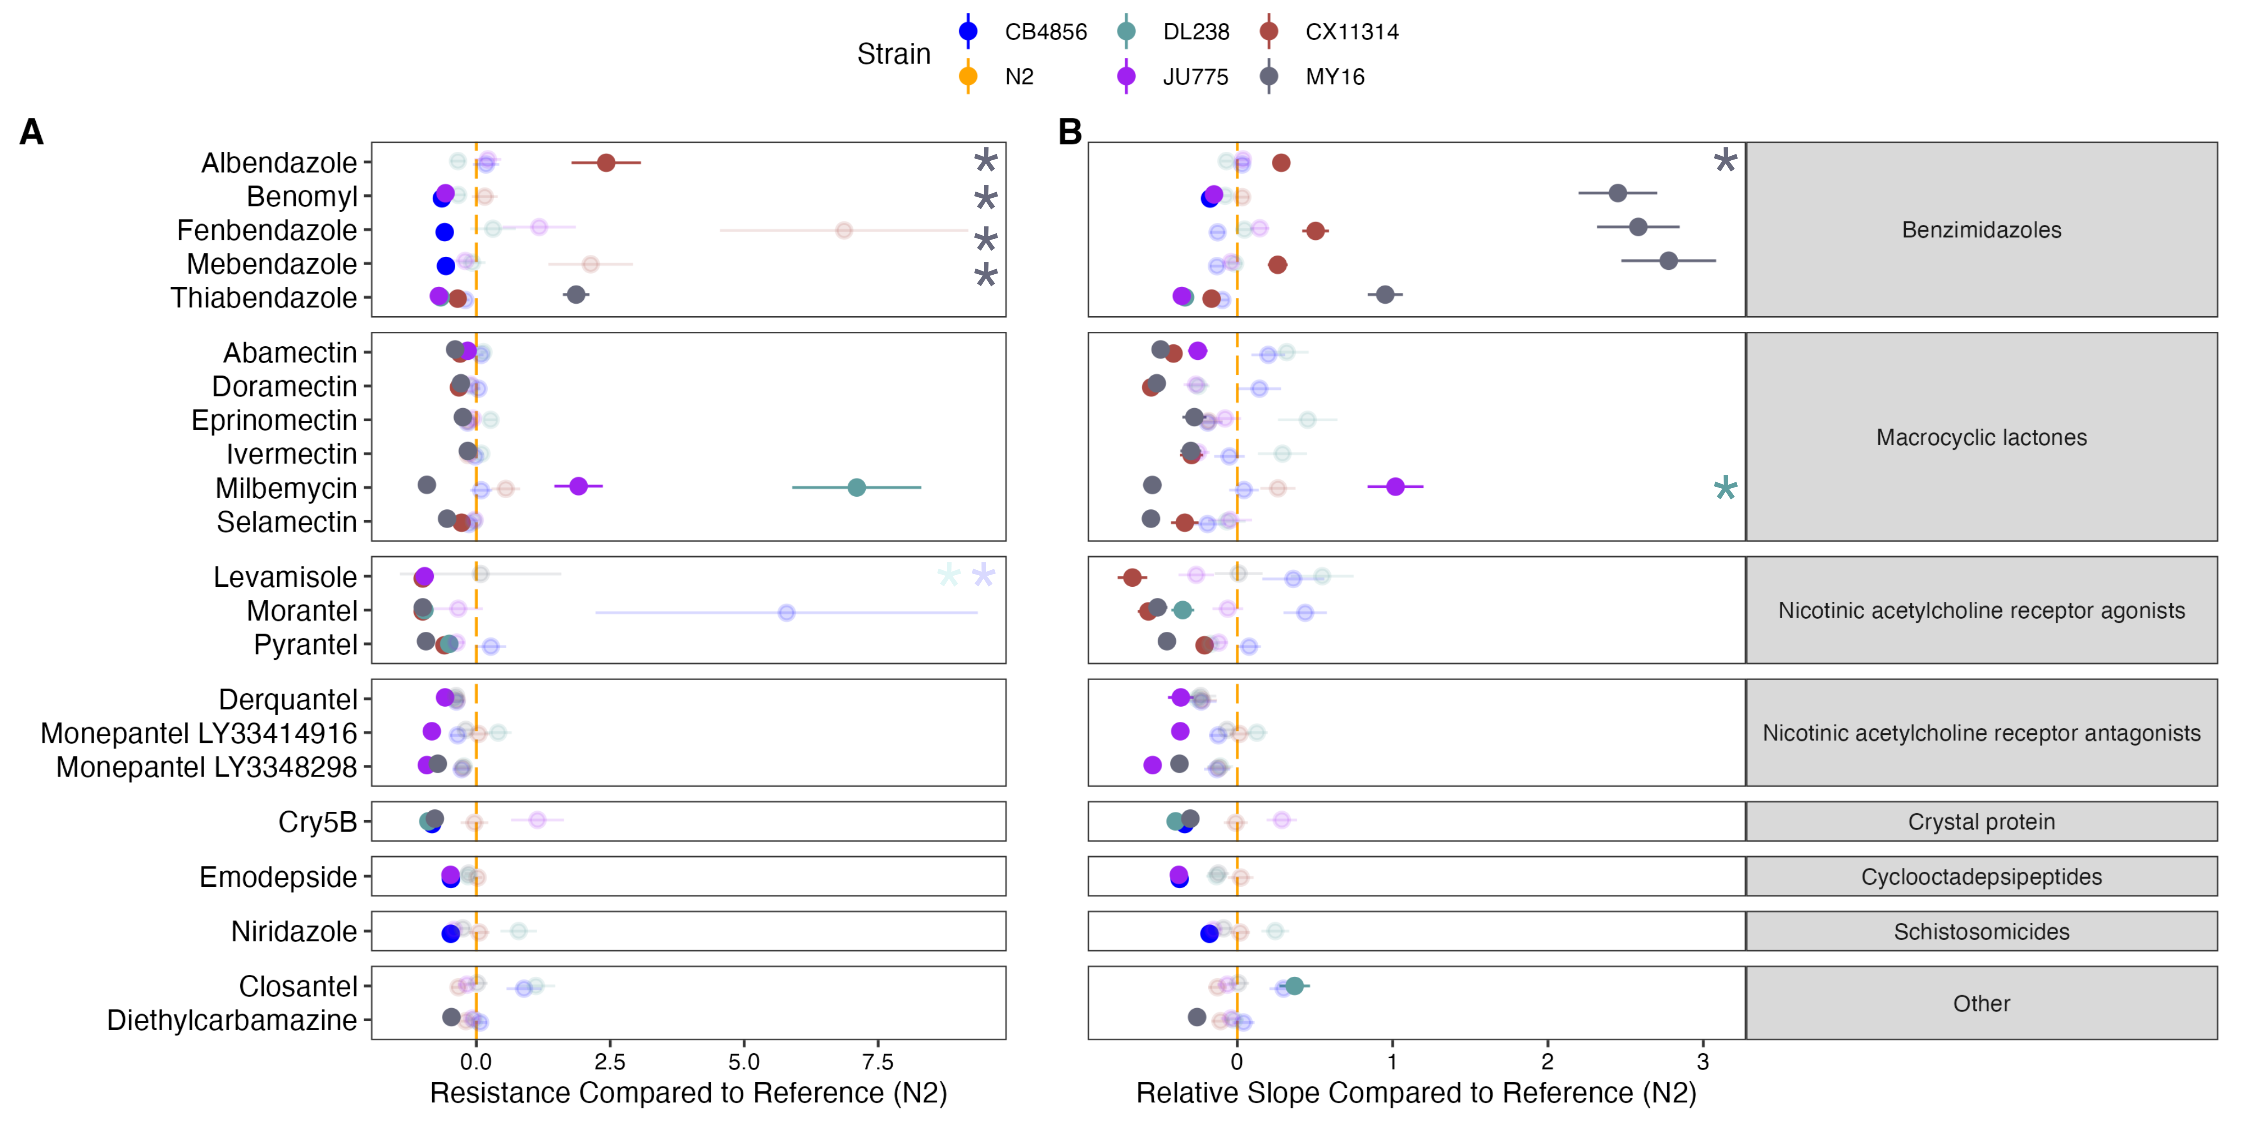 Strain
CB4856
DL238
CX11314
N2
JU775
MY16
A
B
Albendazole
Benomyl
Fenbendazole
Mebendazole
Thiabendazole
Benzimidazoles
Abamectin
Doramectin
Eprinomectin
Ivermectin
Milbemycin
Selamectin
Macrocyclic lactones
Levamisole
Morantel
Pyrantel
Nicotinic acetylcholine receptor agonists
Derquantel
Monepantel LY33414916
Monepantel LY3348298
Nicotinic acetylcholine receptor antagonists
Cry5B
Crystal protein
Emodepside
Cyclooctadepsipeptides
Niridazole
Schistosomicides
Closantel
Diethylcarbamazine
Other
0.0 2.5 5.0 7.5
0 1 2 3
Resistance Compared to Reference (N2)
Relative Slope Compared to Reference (N2)